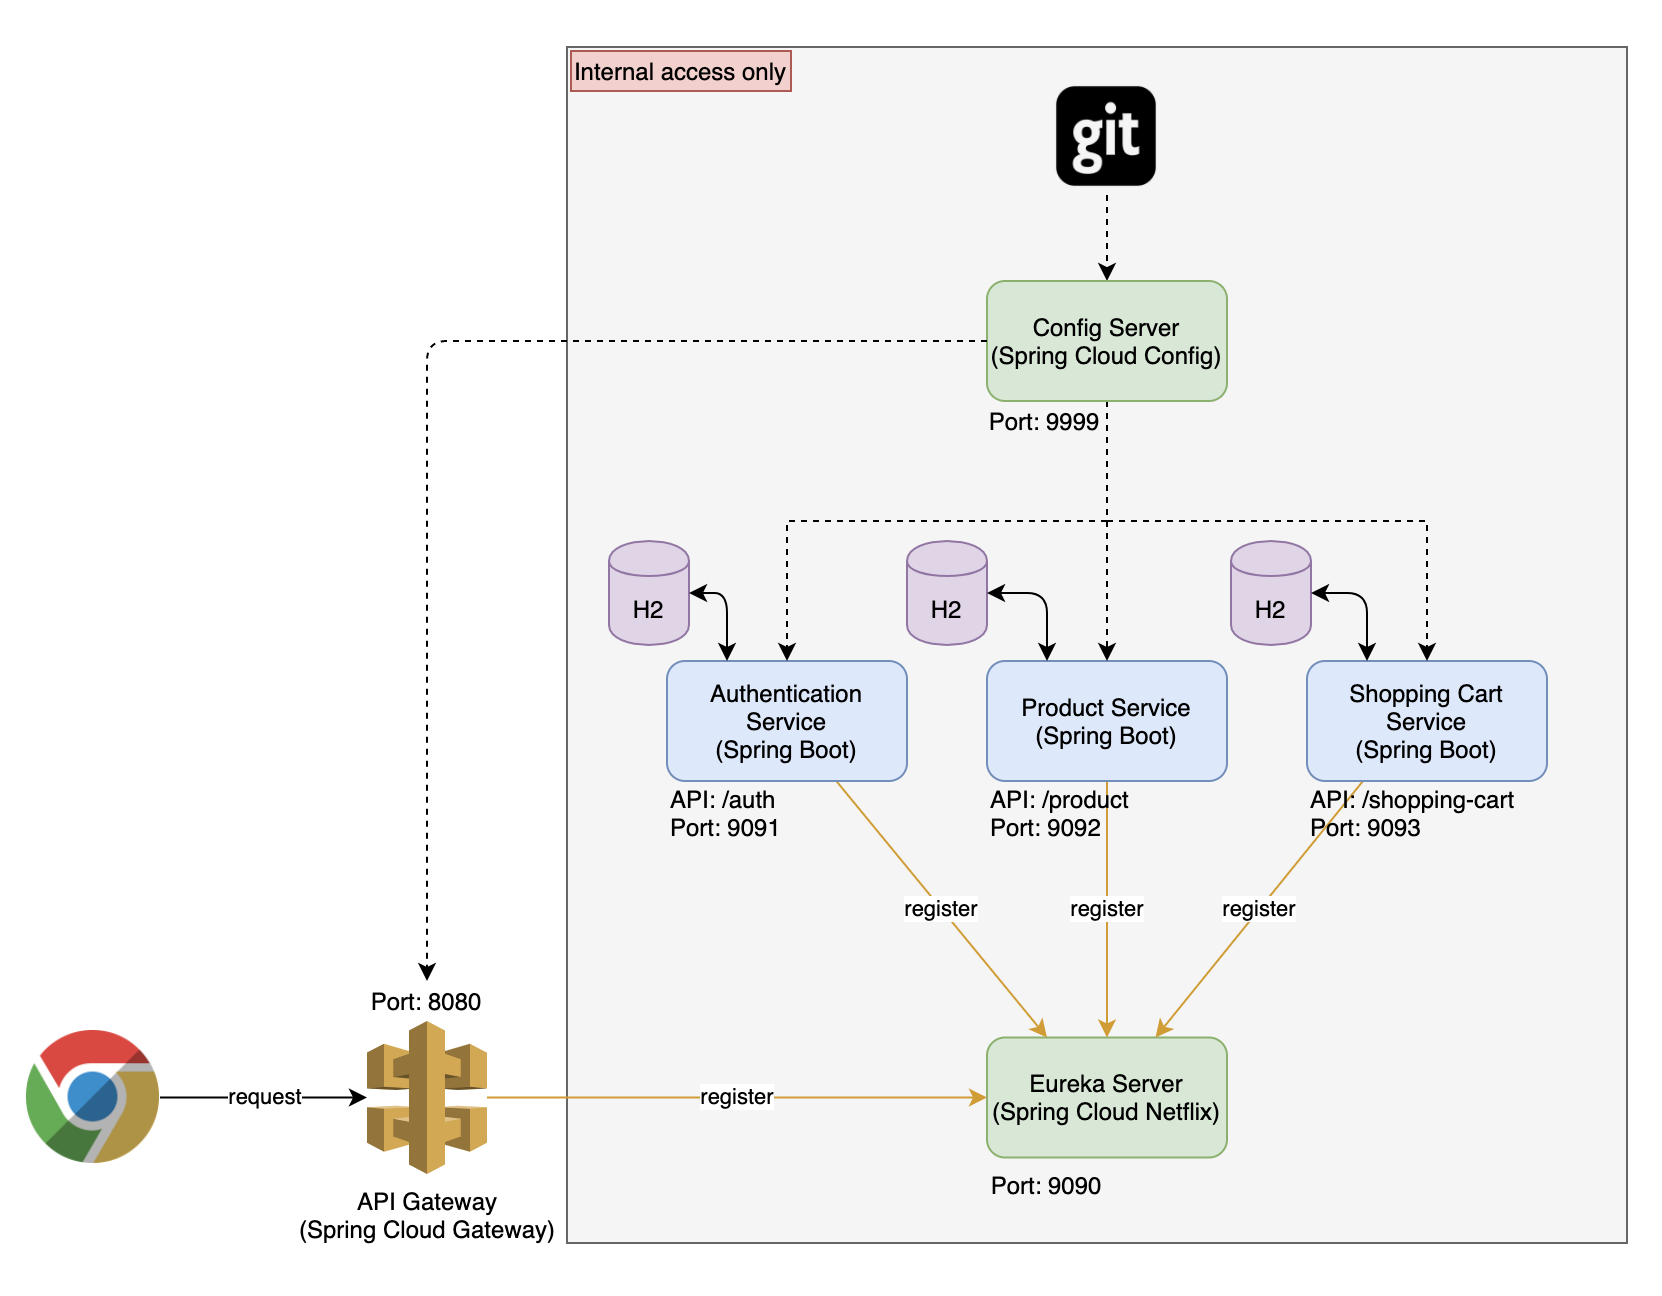 Internal access only
git
Config Server
(Spring Cloud Config)
Port: 9999
H2
H2
H2
Authentication
Service
(Spring Boot)
API: /auth
Port: 9091
Product Service
(Spring Boot)
API: /product
Port: 9092
Shopping Cart
Service
(Spring Boot)
API: /shopping-cart
Port: 9093
register
register
register
Port: 8080
request
API Gateway
(Spring Cloud Gateway)
register
Eureka Server
(Spring Cloud Netflix)
Port: 9090